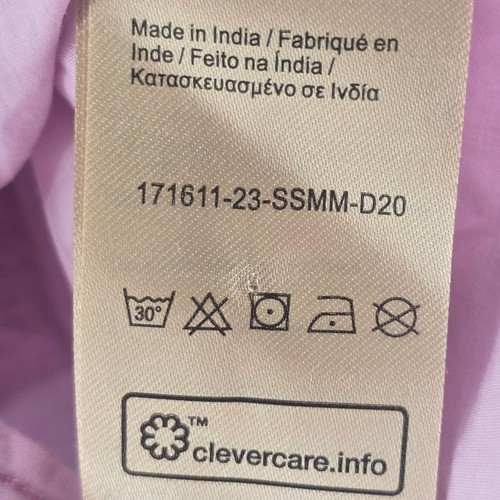 Made in India / Fabriqué en
Inde / Feito na Índia /
Κατασκευασμένο σε Ινδία
171611-23-SSMM-D20
30°
TM
clevercare.info